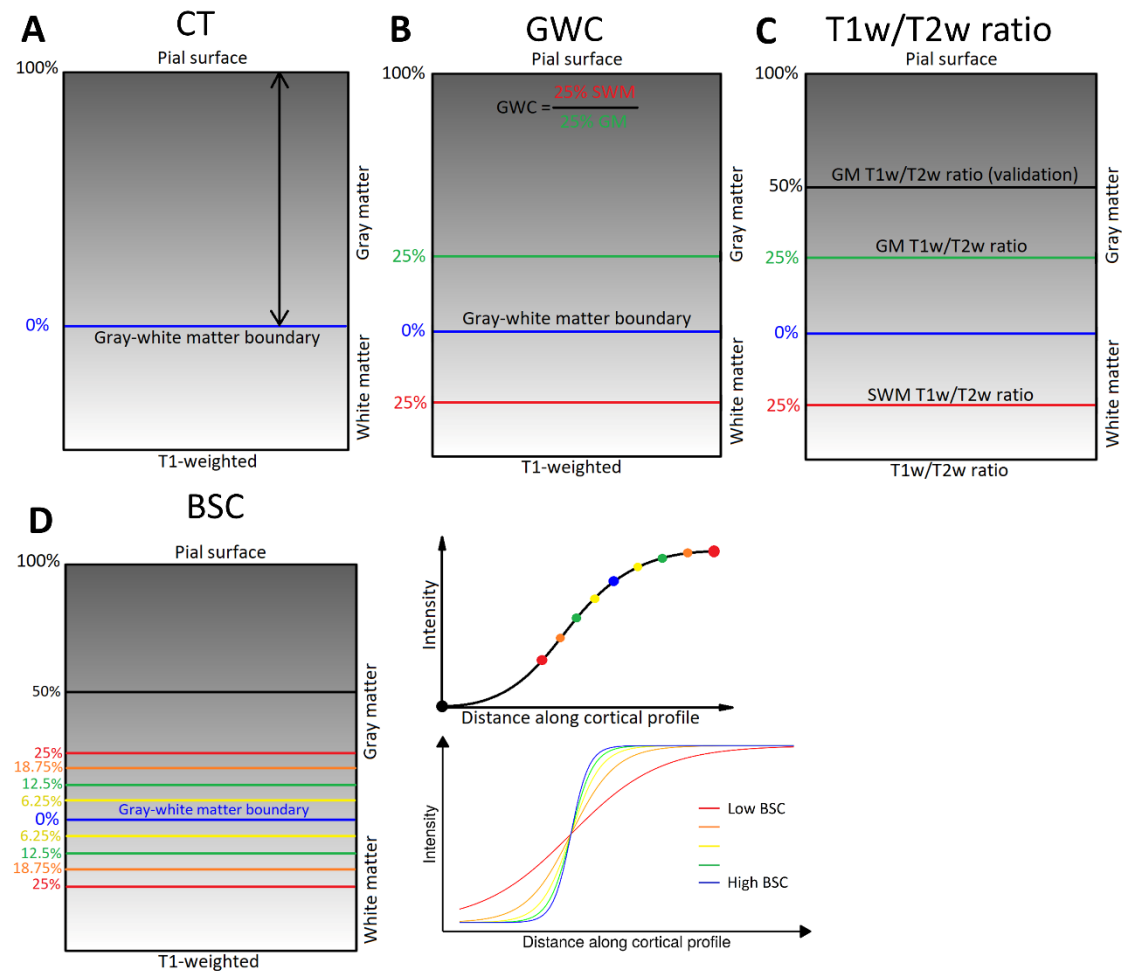 A
CT
Pial surface
100%
Gray matter
0%
Gray-white matter boundary
White matter
T1-weighted
B
GWC
Pial surface
100%
GWC = 25% SWM
25% GM
Gray matter
25%
Gray-white matter boundary
0%
White matter
25%
T1-weighted
C
T1w/T2w ratio
Pial surface
100%
GM T1w/T2w ratio (validation)
50%
Gray matter
GM T1w/T2w ratio
25%
0%
White matter
SWM T1w/T2w ratio
25%
T1w/T2w ratio
D
BSC
Pial surface
100%
50%
Gray matter
25%
18.75%
12.5%
6.25%
Gray-white matter boundary
0%
6.25%
12.5%
18.75%
25%
White matter
T1-weighted
Intensity
Distance along cortical profile
Intensity
Low BSC
High BSC
Distance along cortical profile